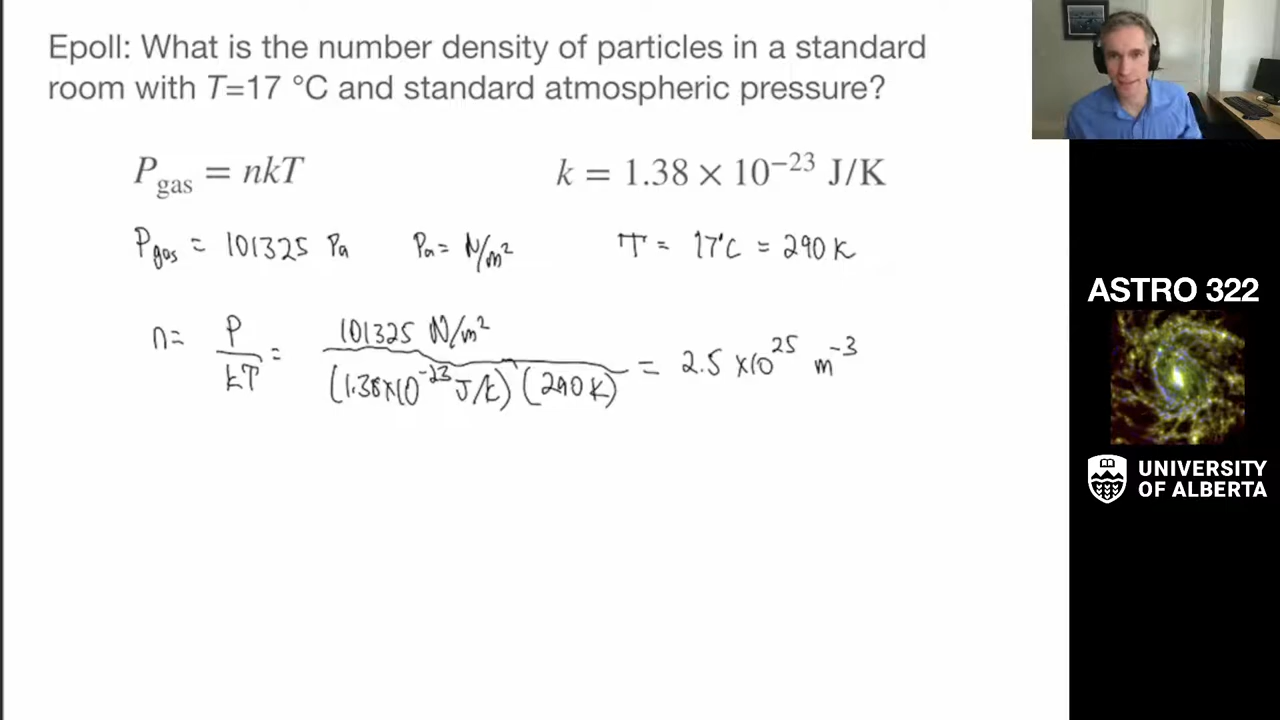 Epoll: What is the number density of particles in a standard
room with T=17 °C and standard atmospheric pressure?
P_gas = nkT    k = 1.38 × 10⁻²³ J/K
P_gas = 101325 Pa    Pa = N/m²    T = 17°C = 290 K
n = P/kT = 101325 N/m² / (1.38×10⁻²³ J/K) (290 K) = 2.5 ×10²⁵ m⁻³
ASTRO 322
UNIVERSITY
OF ALBERTA